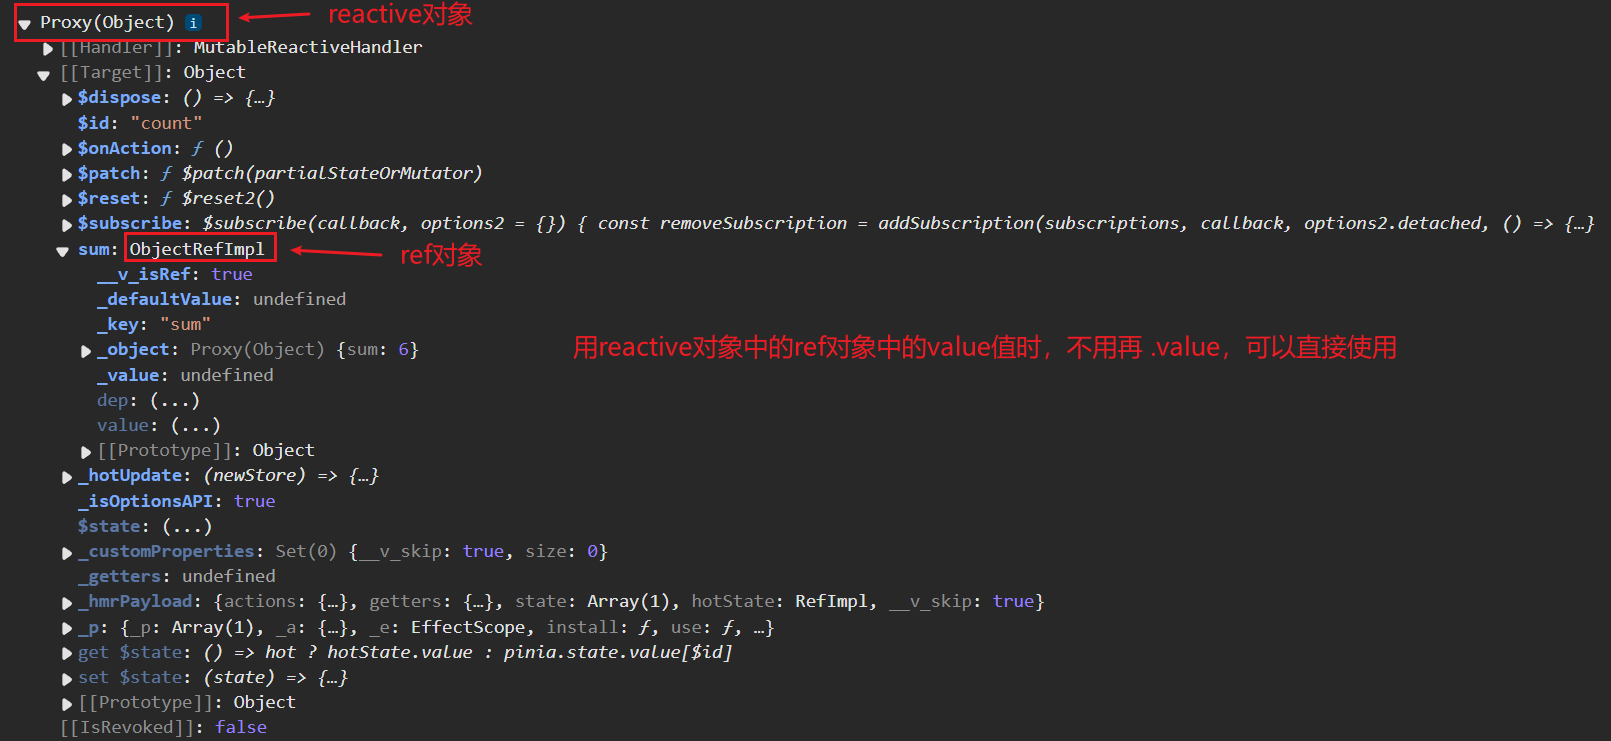 Proxy(Object) i reactive对象
[[Handler]]: MutableReactiveHandler
[[Target]]: Object
$dispose: () => {…}
$id: "count"
$onAction: ƒ ()
$patch: ƒ $patch(partialStateOrMutator)
$reset: ƒ $reset2()
$subscribe: $subscribe(callback, options2 = {}) { const removeSubscription = addSubscription(subscriptions, callback, options2.detached, () => {…}
sum: ObjectRefImpl ref对象
__v_isRef: true
_defaultValue: undefined
_key: "sum"
_object: Proxy(Object) {sum: 6} 用reactive对象中的ref对象中的value值时，不用再 .value，可以直接使用
_value: undefined
dep: (...)
value: (...)
[[Prototype]]: Object
_hotUpdate: (newStore) => {…}
_isOptionsAPI: true
$state: (...)
_customProperties: Set(0) {__v_skip: true, size: 0}
_getters: undefined
_hmrPayload: {actions: {…}, getters: {…}, state: Array(1), hotState: RefImpl, __v_skip: true}
_p: {_p: Array(1), _a: {…}, _e: EffectScope, install: ƒ, use: ƒ, …}
get $state: () => hot ? hotState.value : pinia.state.value[$id]
set $state: (state) => {…}
[[Prototype]]: Object
[[IsRevoked]]: false